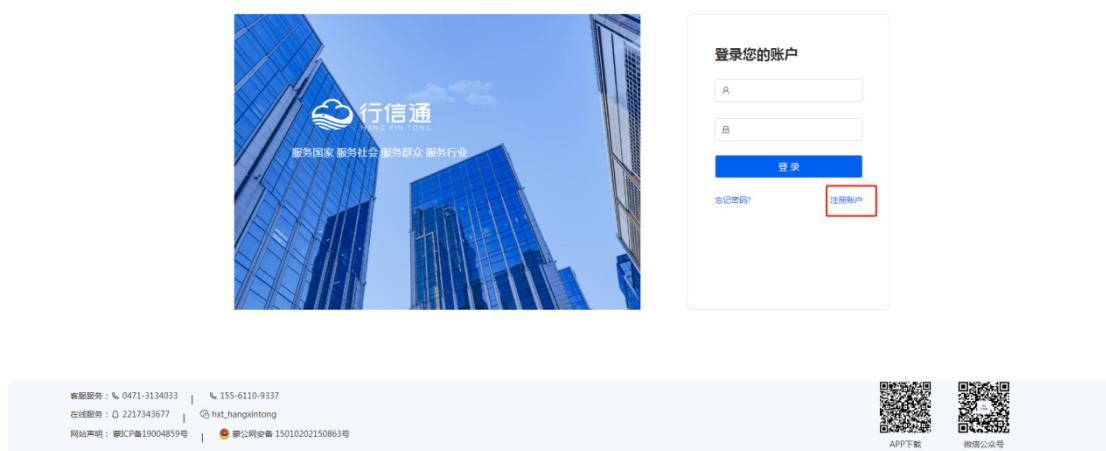 行信通
HANG XIN TONG
服务国家 服务社会 服务群众 服务行业
登录您的账户
登 录
忘记密码?
注册账户
客服服务： 0471-3134033 | 155-6110-9337
在线服务： 2217343677 | hxt_hangxintong
网站声明： 蒙ICP备19004859号 | 蒙公网安备 15010202150863号
APP下载
微信公众号